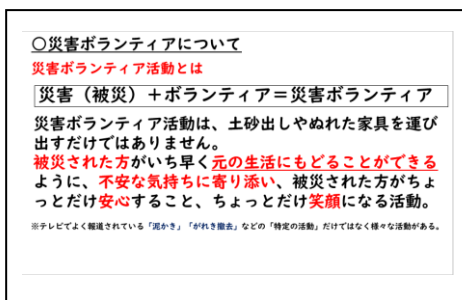 〇災害ボランティアについて
災害ボランティア活動とは
災害（被災）＋ボランティア＝災害ボランティア
災害ボランティア活動は、土砂出しやぬれた家具を運び
出すだけではありません。
被災された方がいち早く元の生活にもどることができる
ように、不安な気持ちに寄り添い、被災された方がちょ
っとだけ安心すること、ちょっとだけ笑顔になる活動。
※テレビでよく報道されている「泥かき」「がれき撤去」などの「特定の活動」だけではなく様々な活動がある。